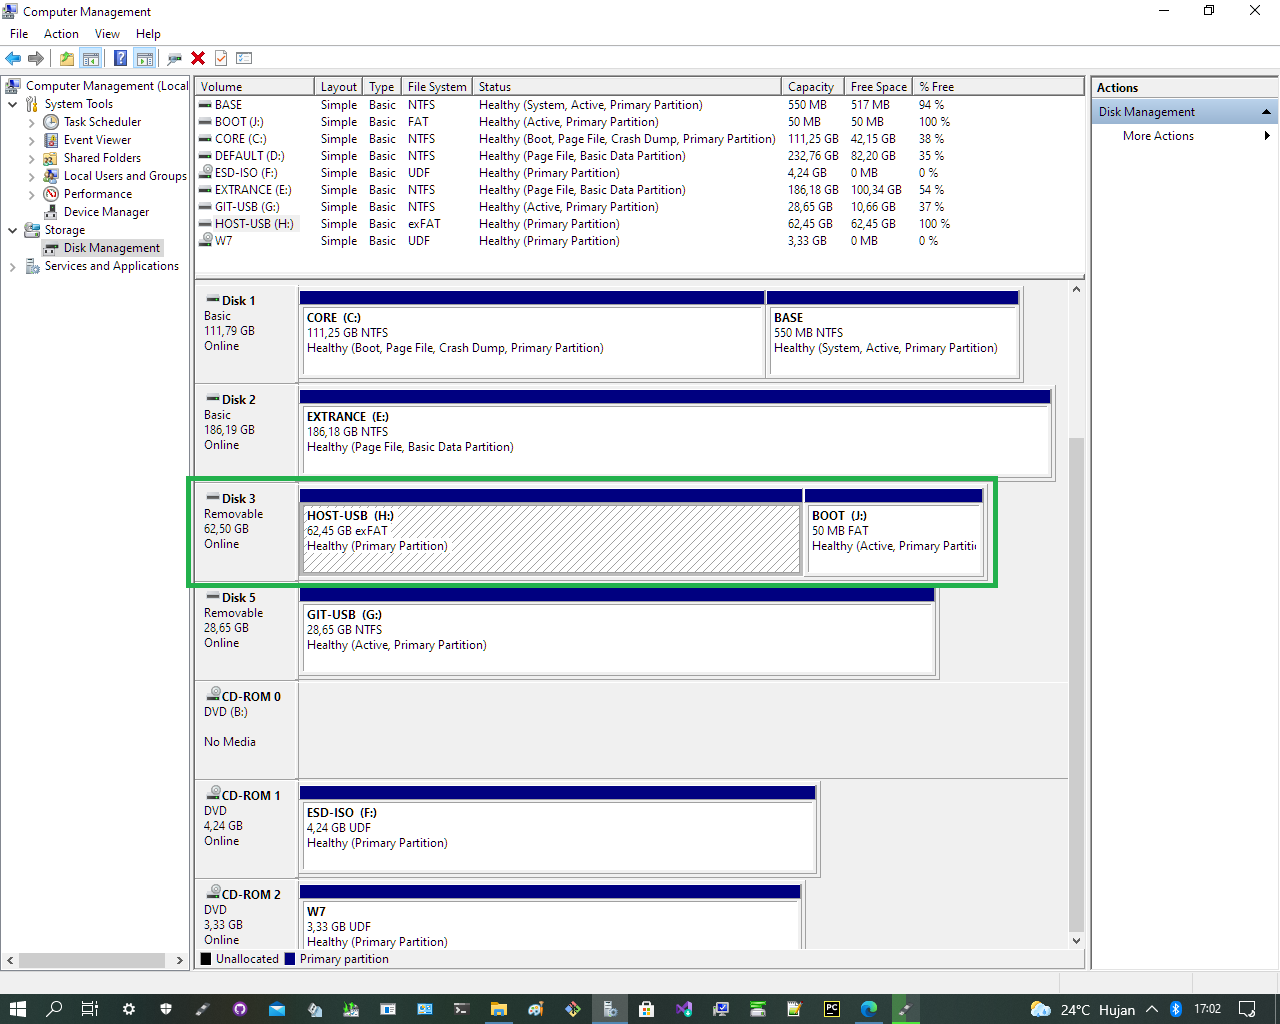 Computer Management
File Action View Help
Computer Management (Local
System Tools
Task Scheduler
Event Viewer
Shared Folders
Local Users and Groups
Performance
Device Manager
Storage
Disk Management
Services and Applications
Volume Layout Type File System Status Capacity Free Space % Free
BASE Simple Basic NTFS Healthy (System, Active, Primary Partition) 550 MB 517 MB 94 %
BOOT (J:) Simple Basic FAT Healthy (Active, Primary Partition) 50 MB 50 MB 100 %
CORE (C:) Simple Basic NTFS Healthy (Boot, Page File, Crash Dump, Primary Partition) 111,25 GB 42,15 GB 38 %
DEFAULT (D:) Simple Basic NTFS Healthy (Page File, Basic Data Partition) 232,76 GB 82,20 GB 35 %
ESD-ISO (F:) Simple Basic UDF Healthy (Primary Partition) 4,24 GB 0 MB 0 %
EXTRANCE (E:) Simple Basic NTFS Healthy (Page File, Basic Data Partition) 186,18 GB 100,34 GB 54 %
GIT-USB (G:) Simple Basic NTFS Healthy (Active, Primary Partition) 28,65 GB 10,66 GB 37 %
HOST-USB (H:) Simple Basic exFAT Healthy (Primary Partition) 62,45 GB 62,45 GB 100 %
W7 Simple Basic UDF Healthy (Primary Partition) 3,33 GB 0 MB 0 %
Disk 1
Basic
111,79 GB
Online
CORE (C:)
111,25 GB NTFS
Healthy (Boot, Page File, Crash Dump, Primary Partition)
BASE
550 MB NTFS
Healthy (System, Active, Primary Partition)
Disk 2
Basic
186,19 GB
Online
EXTRANCE (E:)
186,18 GB NTFS
Healthy (Page File, Basic Data Partition)
Disk 3
Removable
62,50 GB
Online
HOST-USB (H:)
62,45 GB exFAT
Healthy (Primary Partition)
BOOT (J:)
50 MB FAT
Healthy (Active, Primary Partiti
Disk 5
Removable
28,65 GB
Online
GIT-USB (G:)
28,65 GB NTFS
Healthy (Active, Primary Partition)
CD-ROM 0
DVD (B:)
No Media
CD-ROM 1
DVD
4,24 GB
Online
ESD-ISO (F:)
4,24 GB UDF
Healthy (Primary Partition)
CD-ROM 2
DVD
3,33 GB
Online
W7
3,33 GB UDF
Healthy (Primary Partition)
Unallocated Primary partition
Actions
Disk Management
More Actions
PC
24°C Hujan 17:02